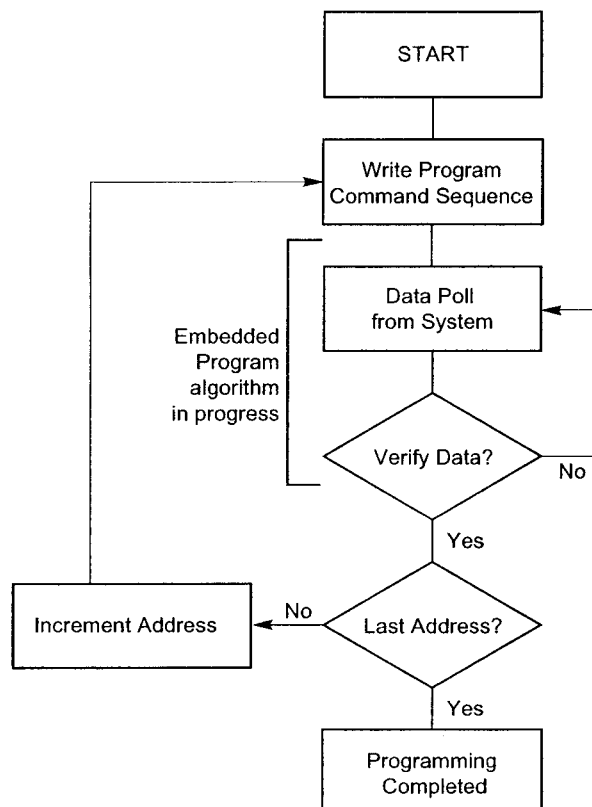 START
Write Program
Command Sequence
Data Poll
from System
Embedded
Program
algorithm
in progress
Verify Data?
No
Yes
Increment Address
No
Last Address?
Yes
Programming
Completed